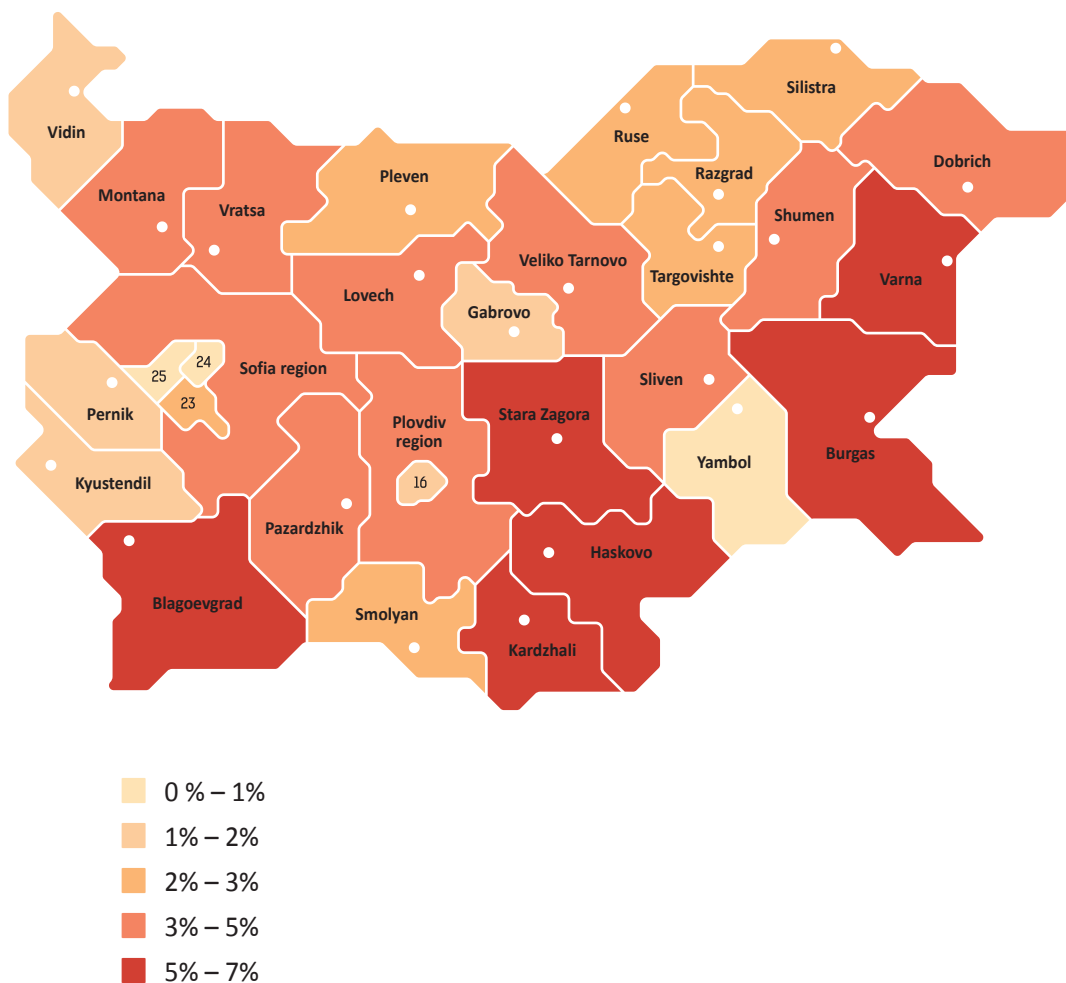 Silistra
Vidin
Ruse
Dobrich
Razgrad
Pleven
Montana
Vratsa
Shumen
Veliko Tarnovo
Targovishte
Varna
Lovech
Gabrovo
24
25
Sofia region
Sliven
23
Pernik
Plovdiv
region
Stara Zagora
Burgas
Yambol
Kyustendil
16
Pazardzhik
Haskovo
Blagoevgrad
Smolyan
Kardzhali
0 % – 1%
1% – 2%
2% – 3%
3% – 5%
5% – 7%